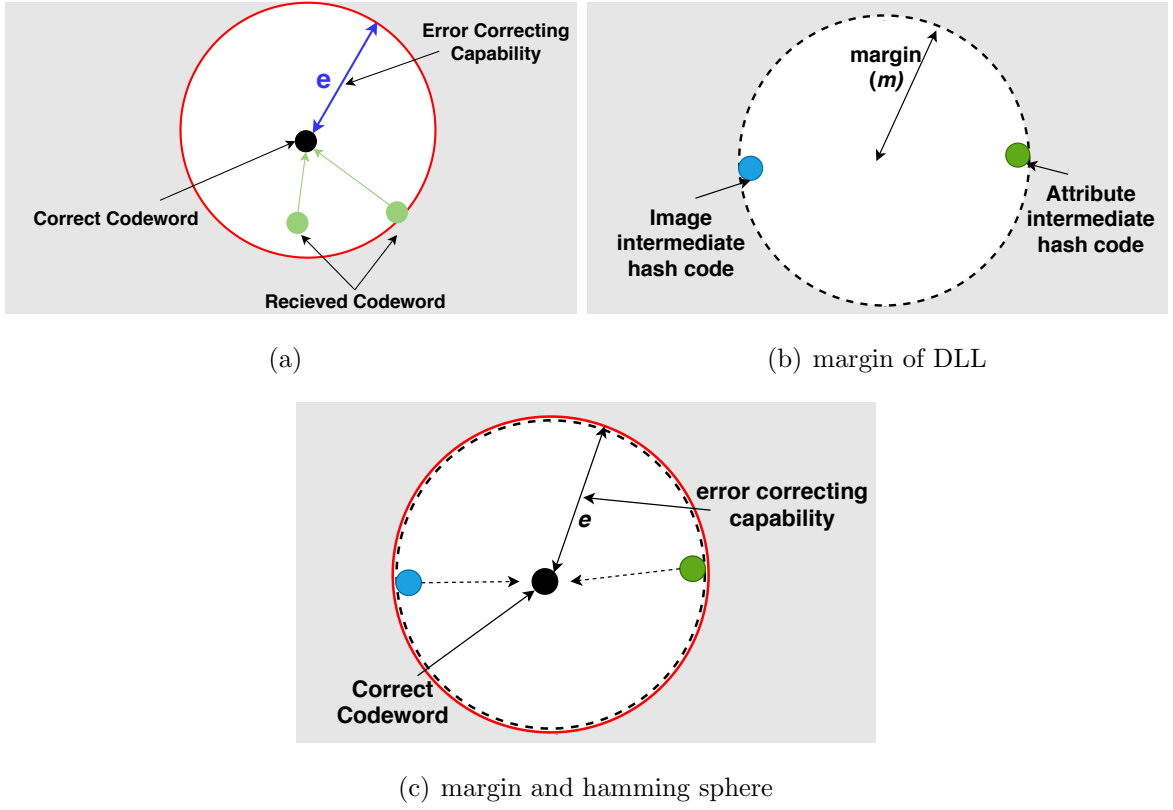 Error Correcting
Capability
e
Correct Codeword
Recieved Codeword
(a)
margin
(m)
Image
intermediate
hash code
Attribute
intermediate
hash code
(b) margin of DLL
error correcting
capability
e
Correct
Codeword
(c) margin and hamming sphere